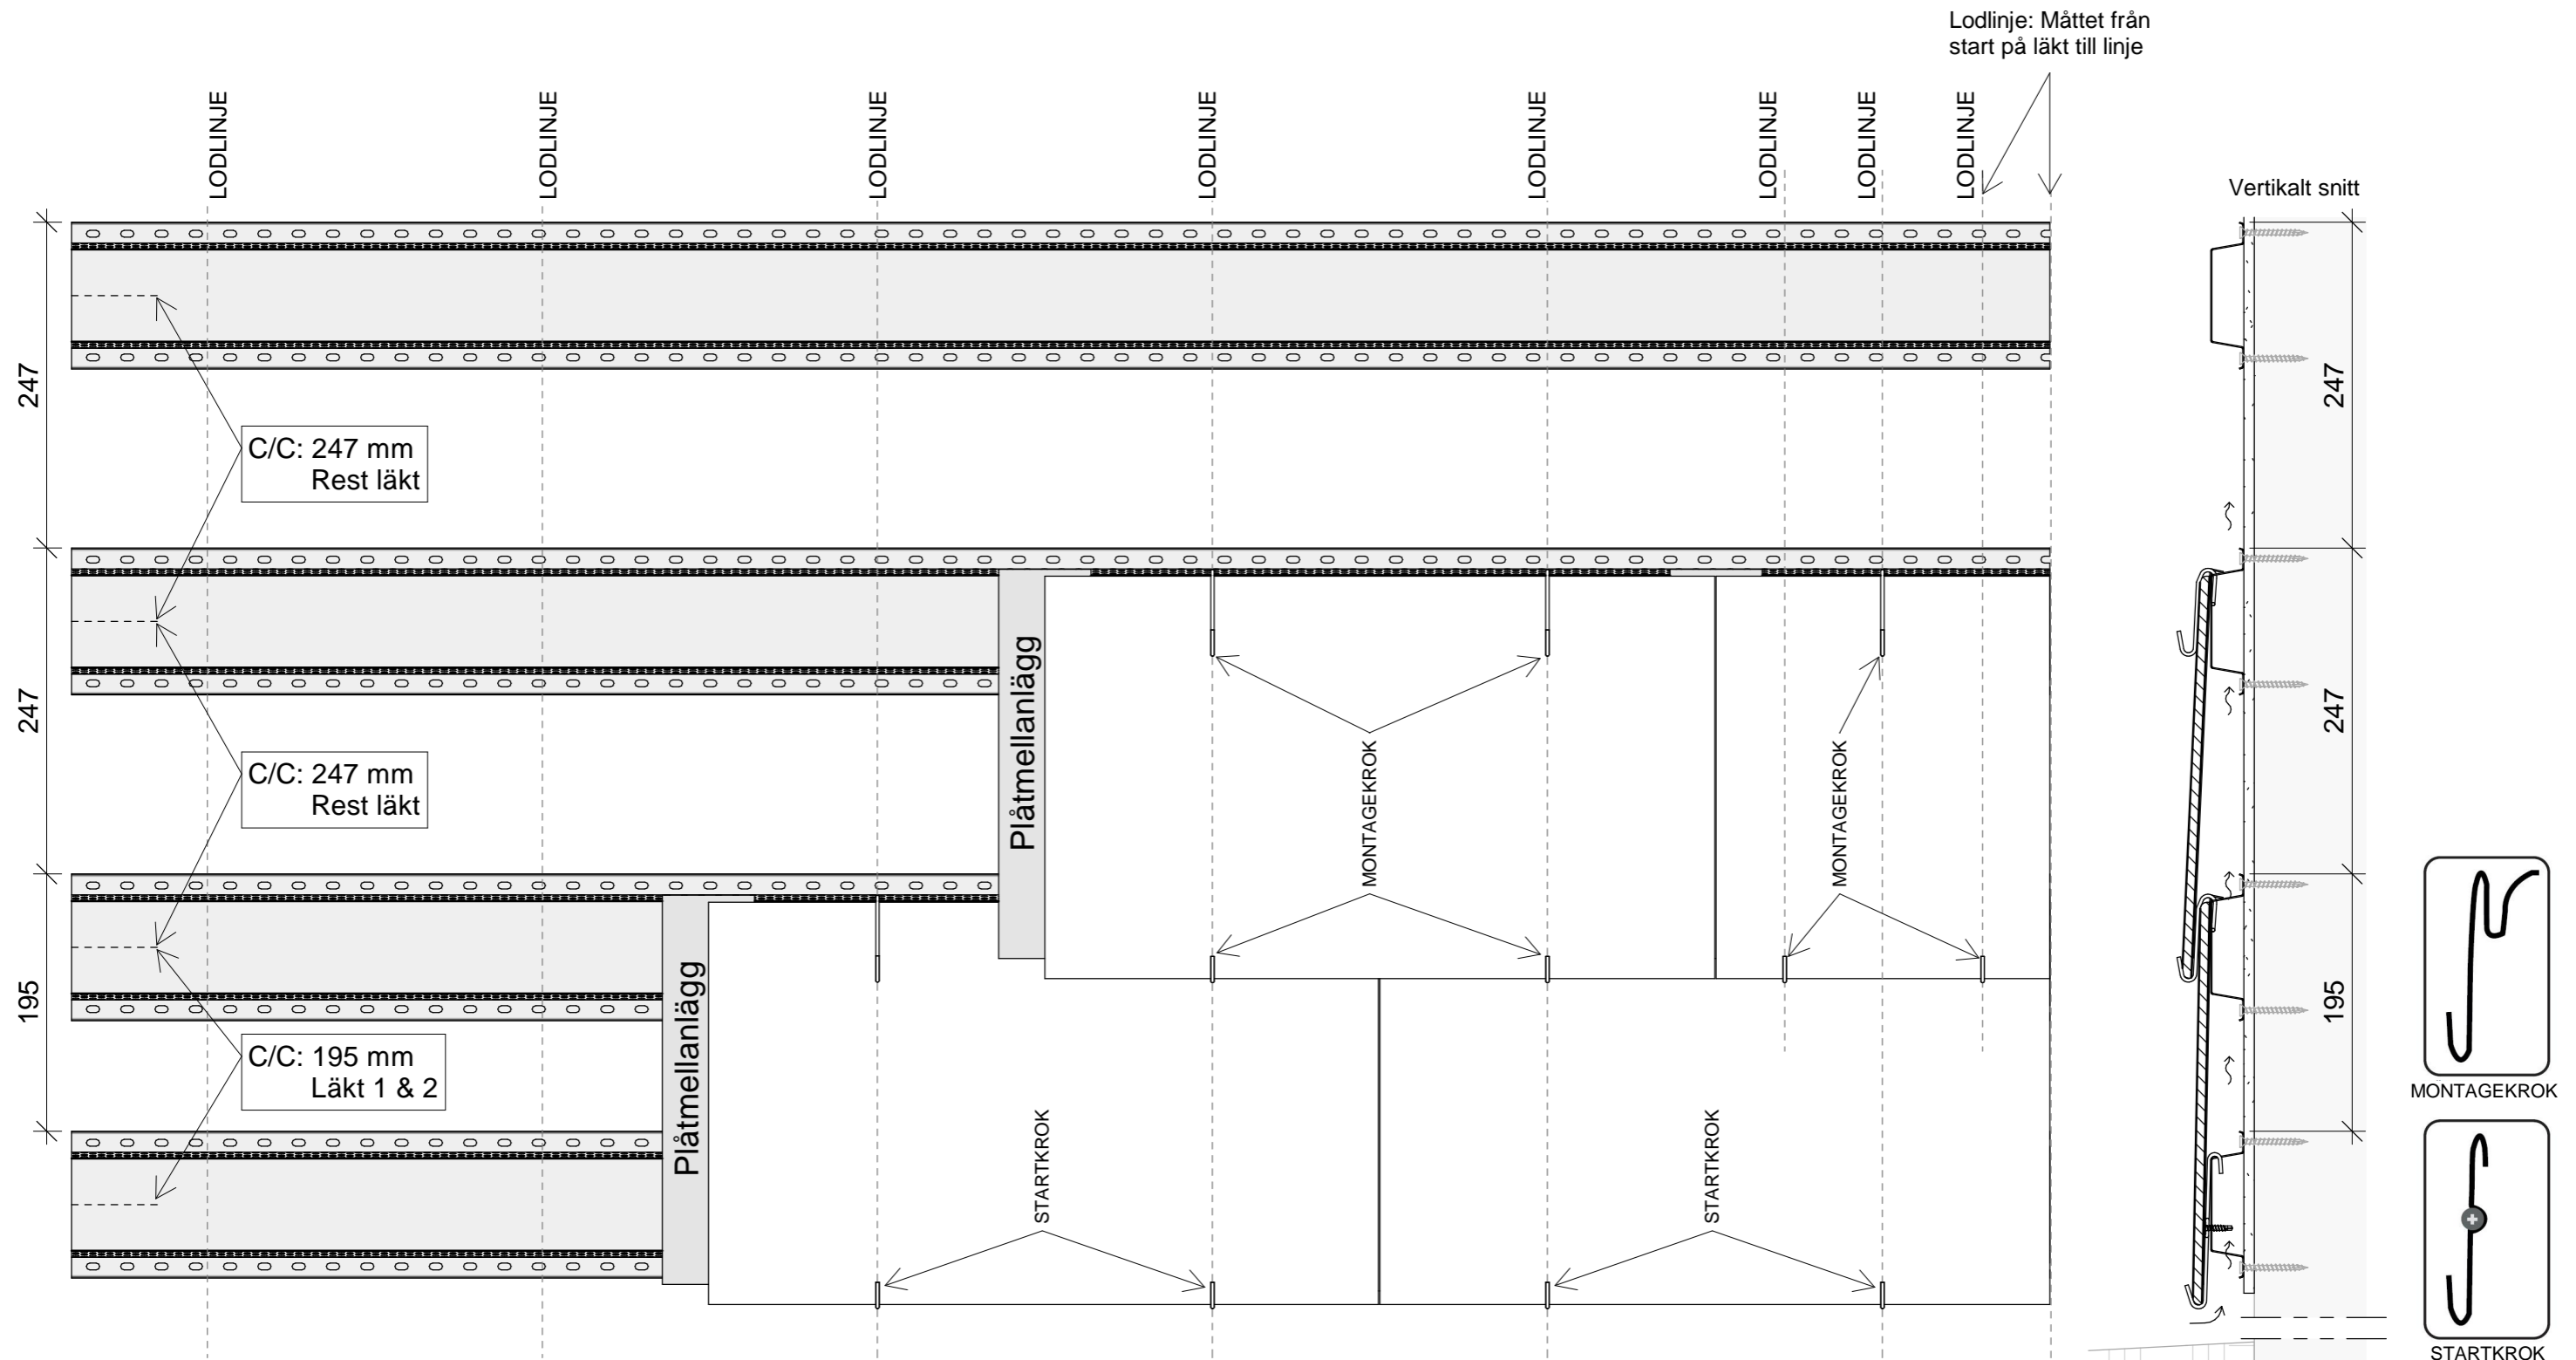 Lodlinje: Måttet från
start på läkt till linje
LODLINJE
LODLINJE
LODLINJE
LODLINJE
LODLINJE
LODLINJE
LODLINJE
LODLINJE
Vertikalt snitt
247
C/C: 247 mm
Rest läkt
247
247
C/C: 247 mm
Rest läkt
Plåtmellanlägg
MONTAGEKROK
MONTAGEKROK
247
195
C/C: 195 mm
Läkt 1 & 2
Plåtmellanlägg
STARTKROK
STARTKROK
195
MONTAGEKROK
STARTKROK